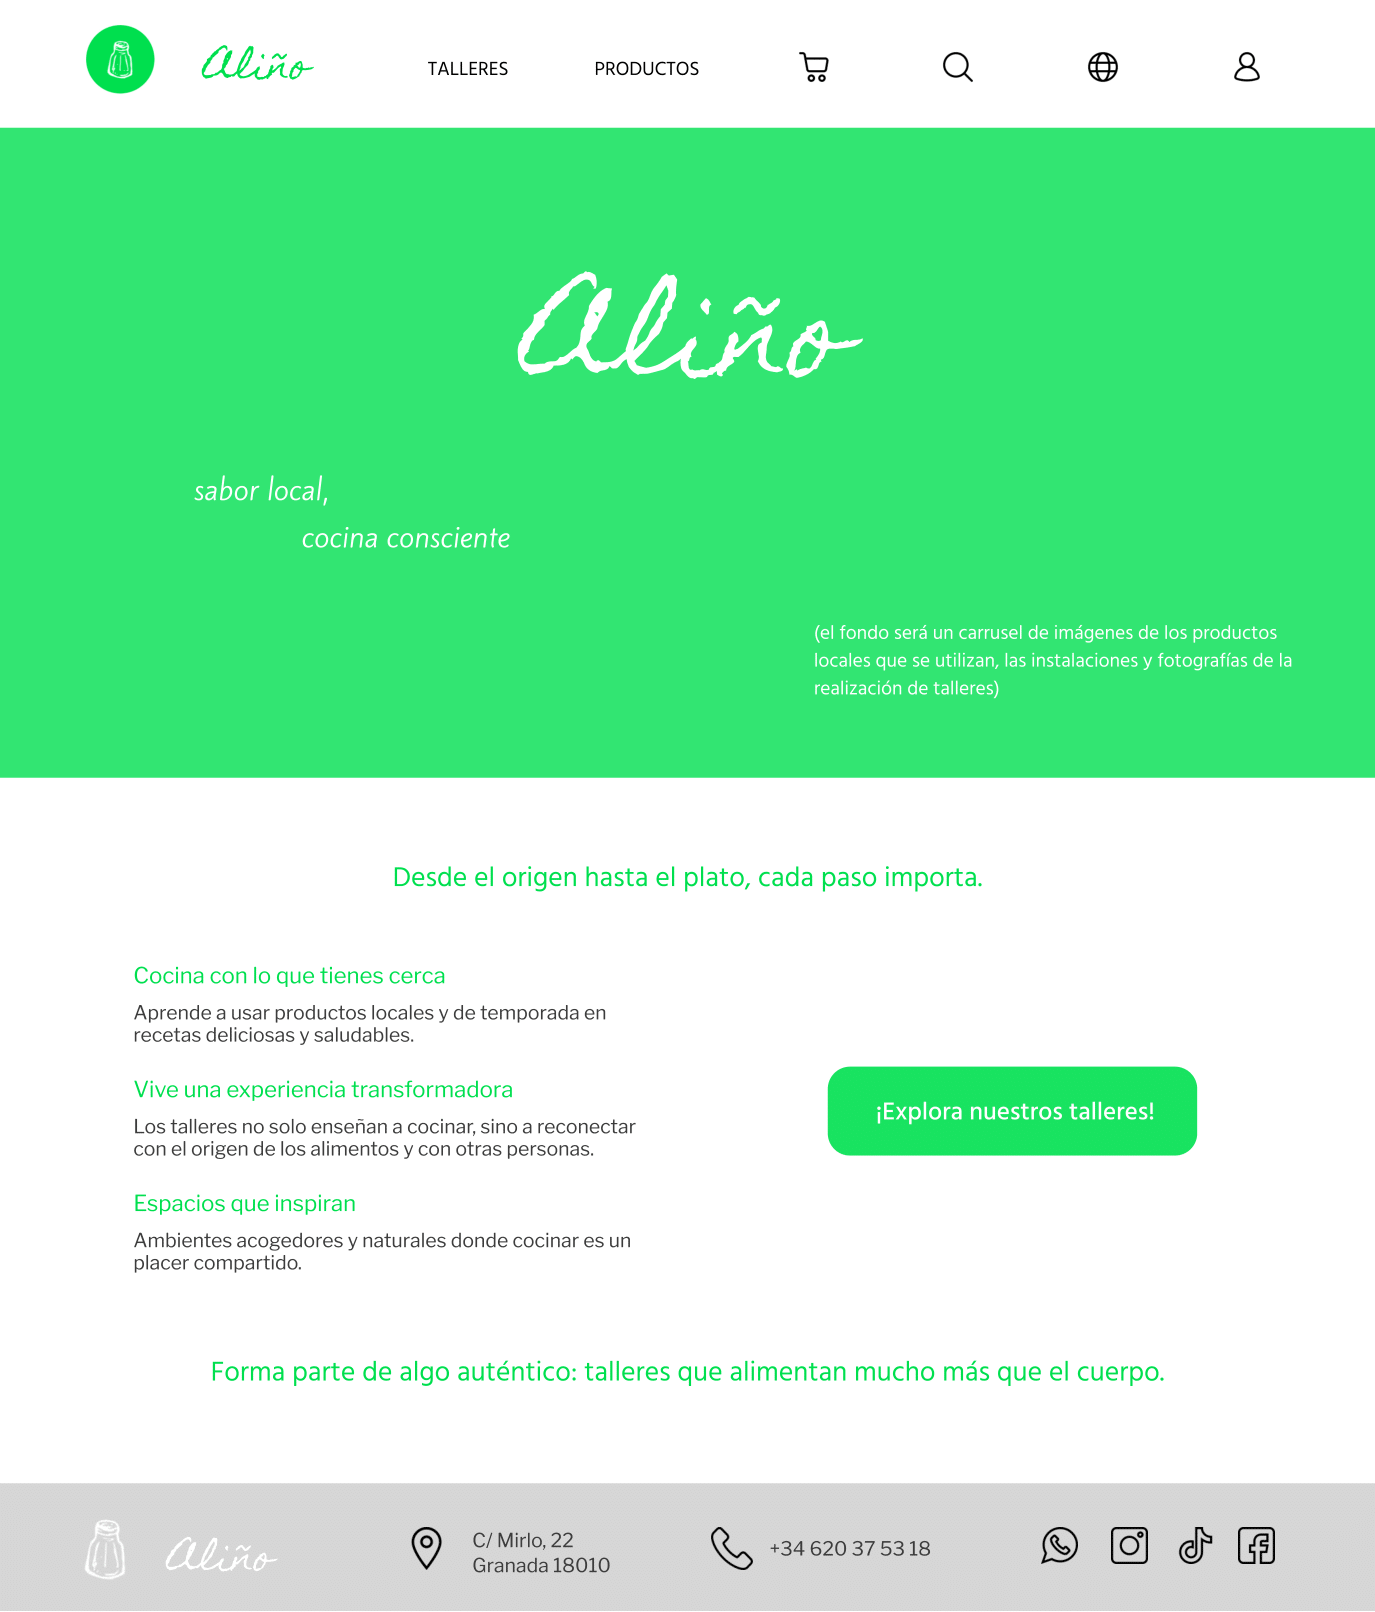 Aliño
TALLERES
PRODUCTOS
Aliño
sabor local,
cocina consciente
(el fondo será un carrusel de imágenes de los productos
locales que se utilizan, las instalaciones y fotografías de la
realización de talleres)
Desde el origen hasta el plato, cada paso importa.
Cocina con lo que tienes cerca
Aprende a usar productos locales y de temporada en
recetas deliciosas y saludables.
Vive una experiencia transformadora
Los talleres no solo enseñan a cocinar, sino a reconectar
con el origen de los alimentos y con otras personas.
Espacios que inspiran
Ambientes acogedores y naturales donde cocinar es un
placer compartido.
¡Explora nuestros talleres!
Forma parte de algo auténtico: talleres que alimentan mucho más que el cuerpo.
Aliño
C/ Mirlo, 22
Granada 18010
+34 620 37 53 18